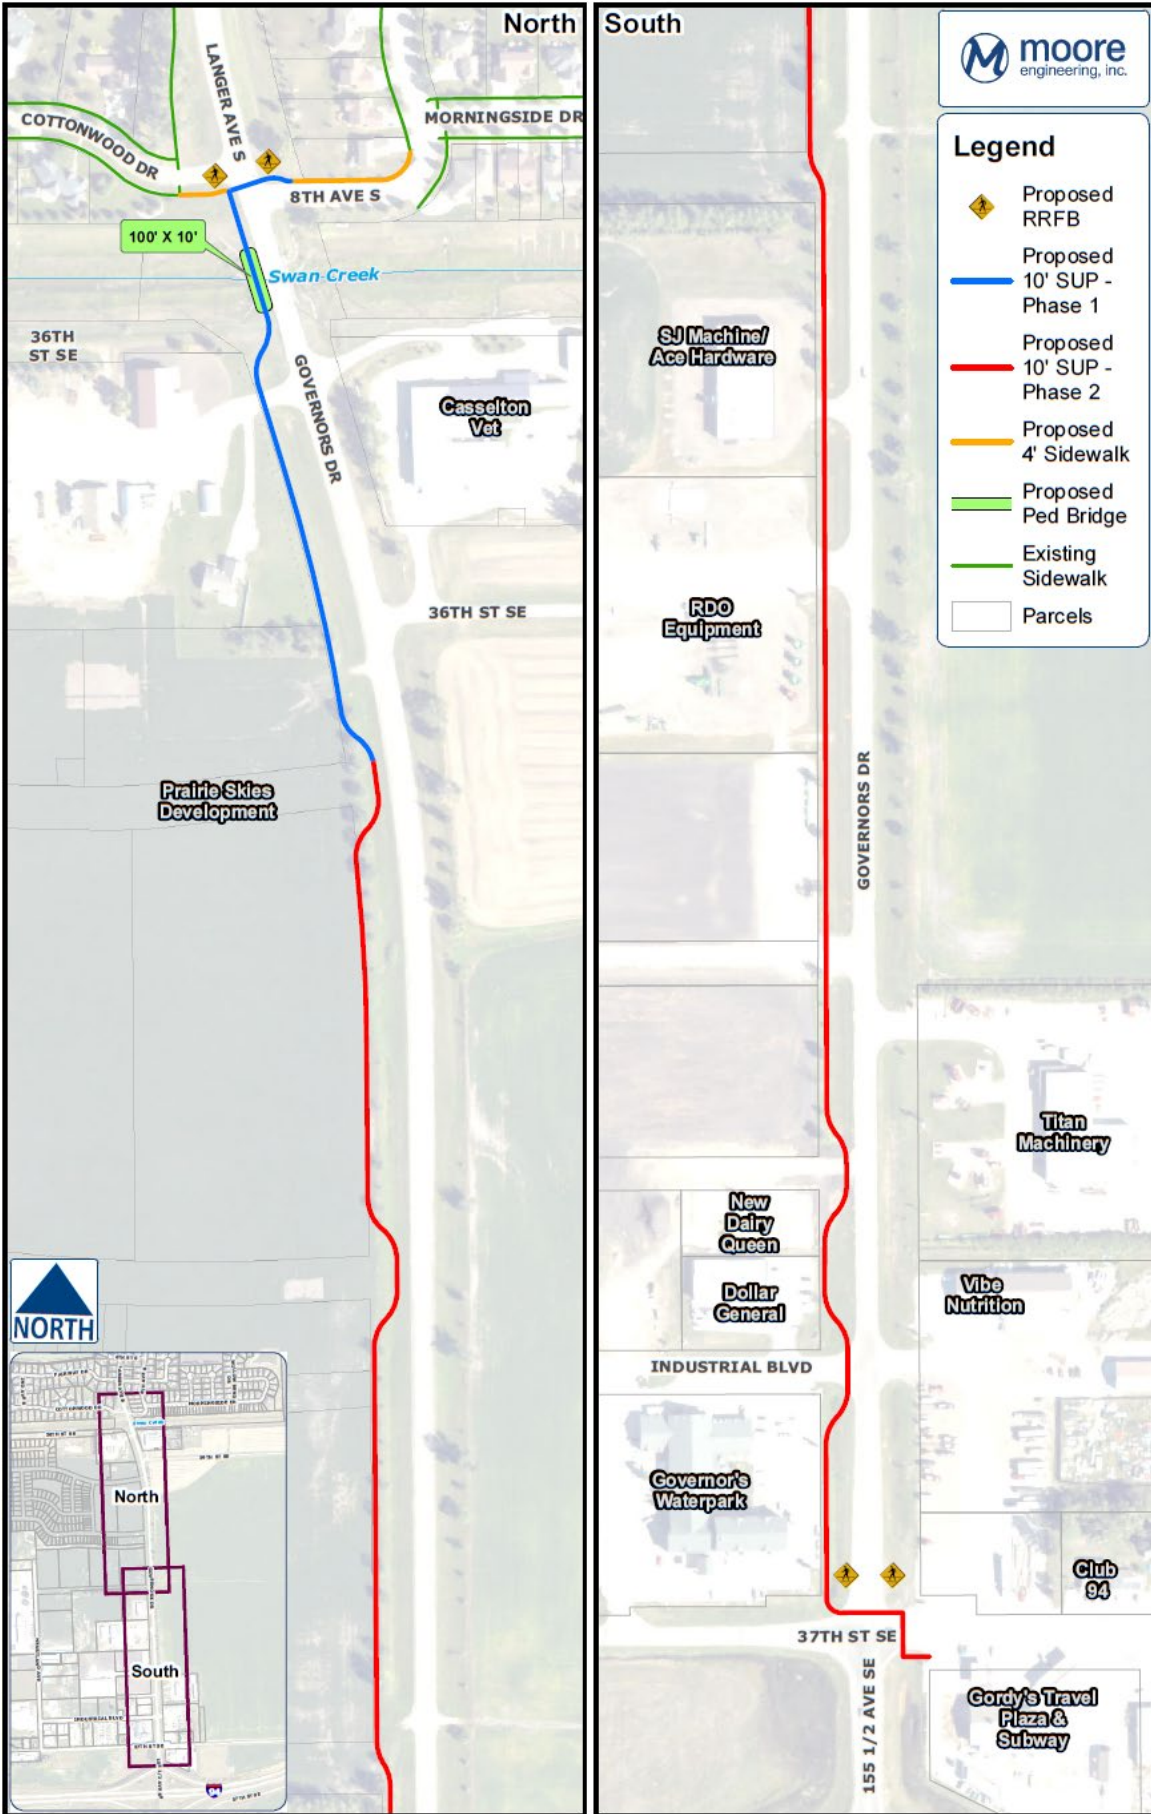 North
LANGER AVE S
COTTONWOOD DR
MORNINGSIDE DR
8TH AVE S
100' X 10'
Swan Creek
36TH
ST SE
GOVERNORS DR
Casselton
Vet
36TH ST SE
Prairie Skies
Development
NORTH
North
South
94
South
SJ Machine/
Ace Hardware
RDO
Equipment
GOVERNORS DR
Titan
Machinery
New
Dairy
Queen
Dollar
General
Vibe
Nutrition
INDUSTRIAL BLVD
Governor's
Waterpark
Club
94
37TH ST SE
155 1/2 AVE SE
Gordy's Travel
Plaza &
Subway
moore
engineering, inc.
Legend
Proposed
RRFB
Proposed
10' SUP -
Phase 1
Proposed
10' SUP -
Phase 2
Proposed
4' Sidewalk
Proposed
Ped Bridge
Existing
Sidewalk
Parcels